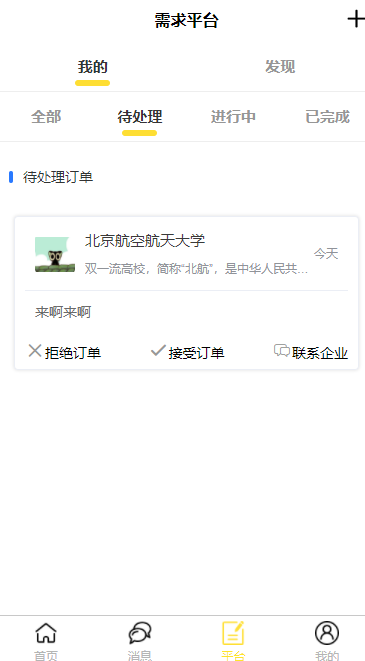 需求平台
我的 发现
全部 待处理 进行中 已完成
待处理订单
北京航空航天大学
今天
双一流高校，简称“北航”，是中华人民共...
来啊来啊
拒绝订单 接受订单 联系企业
首页 消息 平台 我的